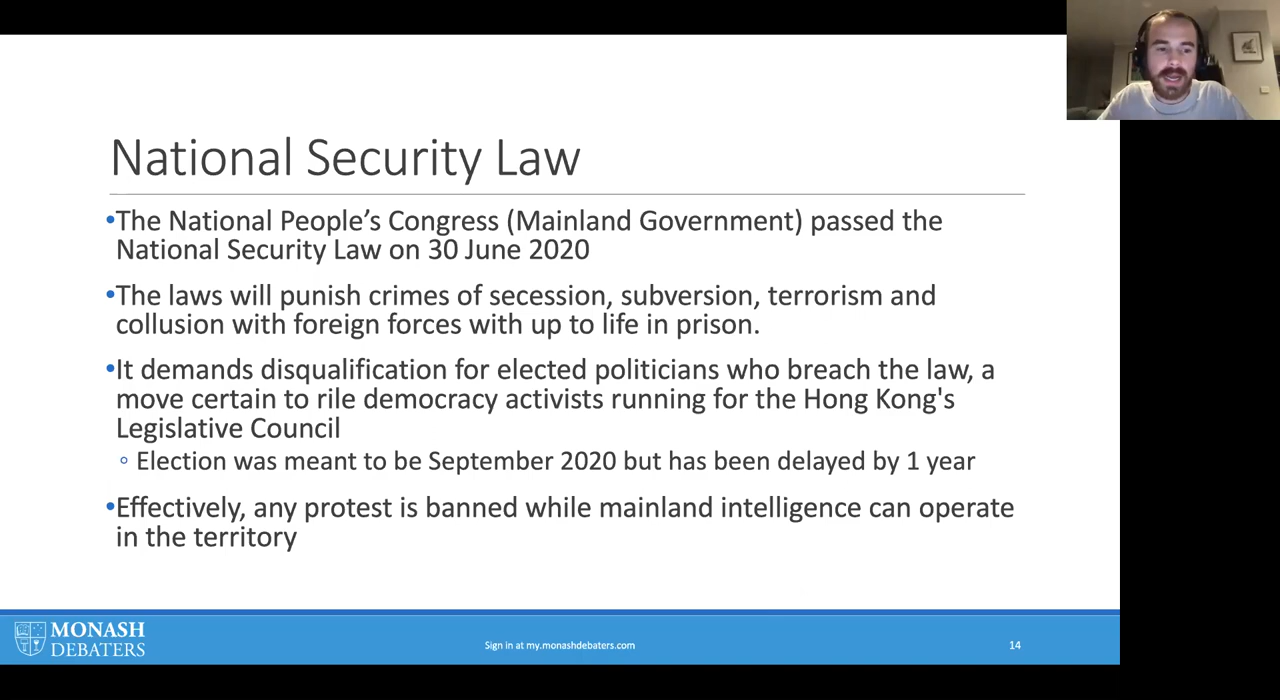 National Security Law
•The National People’s Congress (Mainland Government) passed the
National Security Law on 30 June 2020
•The laws will punish crimes of secession, subversion, terrorism and
collusion with foreign forces with up to life in prison.
•It demands disqualification for elected politicians who breach the law, a
move certain to rile democracy activists running for the Hong Kong's
Legislative Council
◦ Election was meant to be September 2020 but has been delayed by 1 year
•Effectively, any protest is banned while mainland intelligence can operate
in the territory
MONASH
DEBATERS
Sign in at my.monashdebaters.com
14